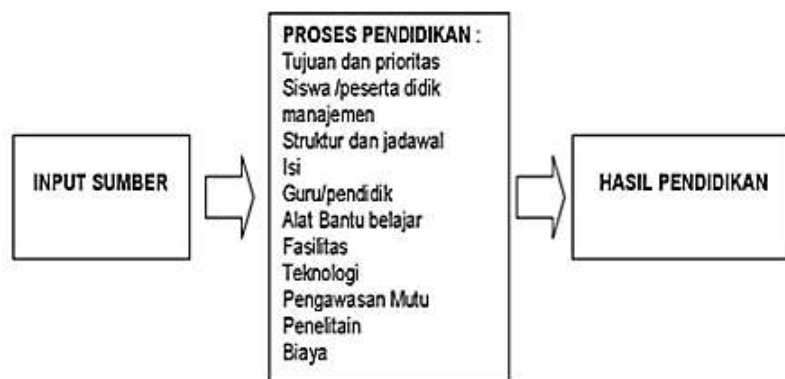 INPUT SUMBER
PROSES PENDIDIKAN :
Tujuan dan prioritas
Siswa /peserta didik
manajemen
Struktur dan jadawal
Isi
Guru/pendidik
Alat Bantu belajar
Fasilitas
Teknologi
Pengawasan Mutu
Penelitain
Biaya
HASIL PENDIDIKAN